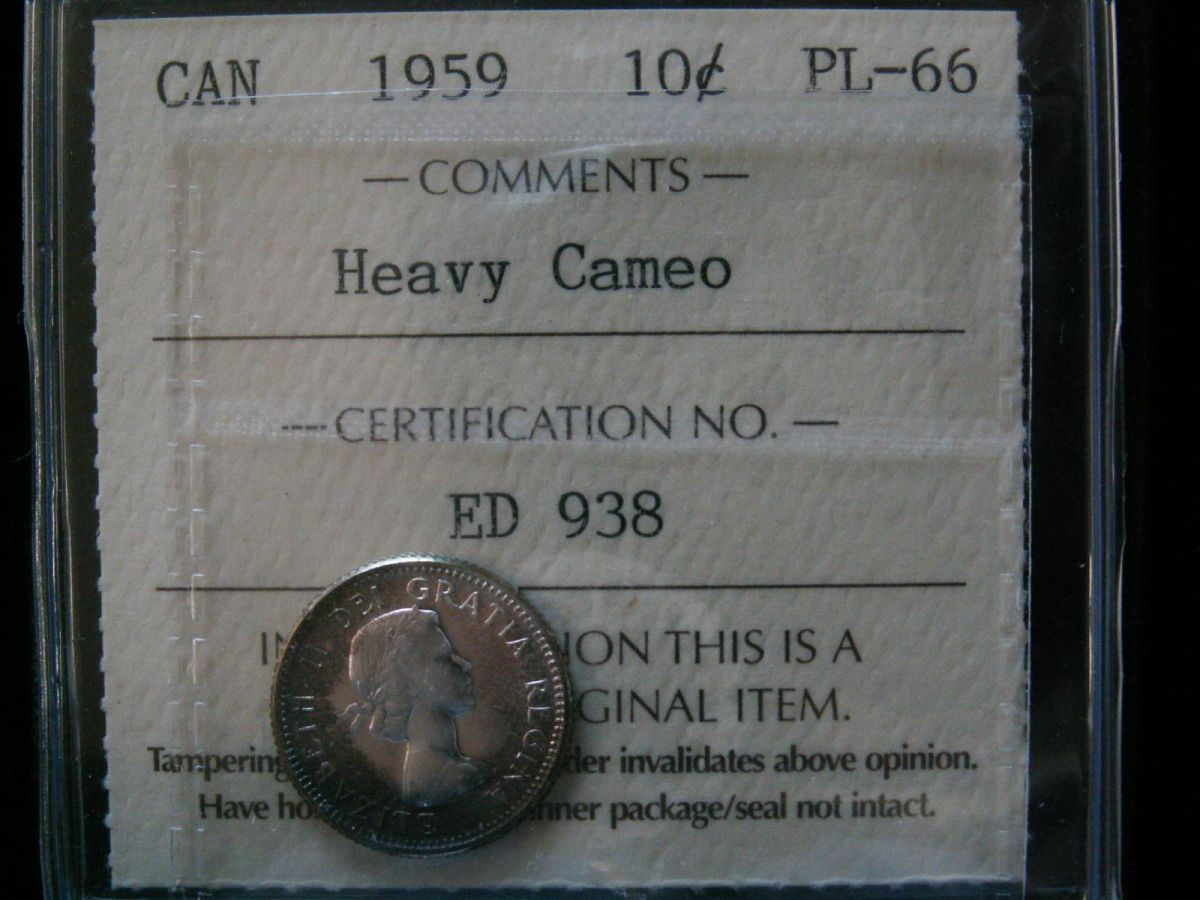 CAN 1959 10¢ PL-66
— COMMENTS —
Heavy Cameo
---- CERTIFICATION NO. —
ED 938
ION THIS IS A
GINAL ITEM.
Tampering der invalidates above opinion.
Have ho nner package/seal not intact.
ELIZABETH II DEI GRATIA REGINA